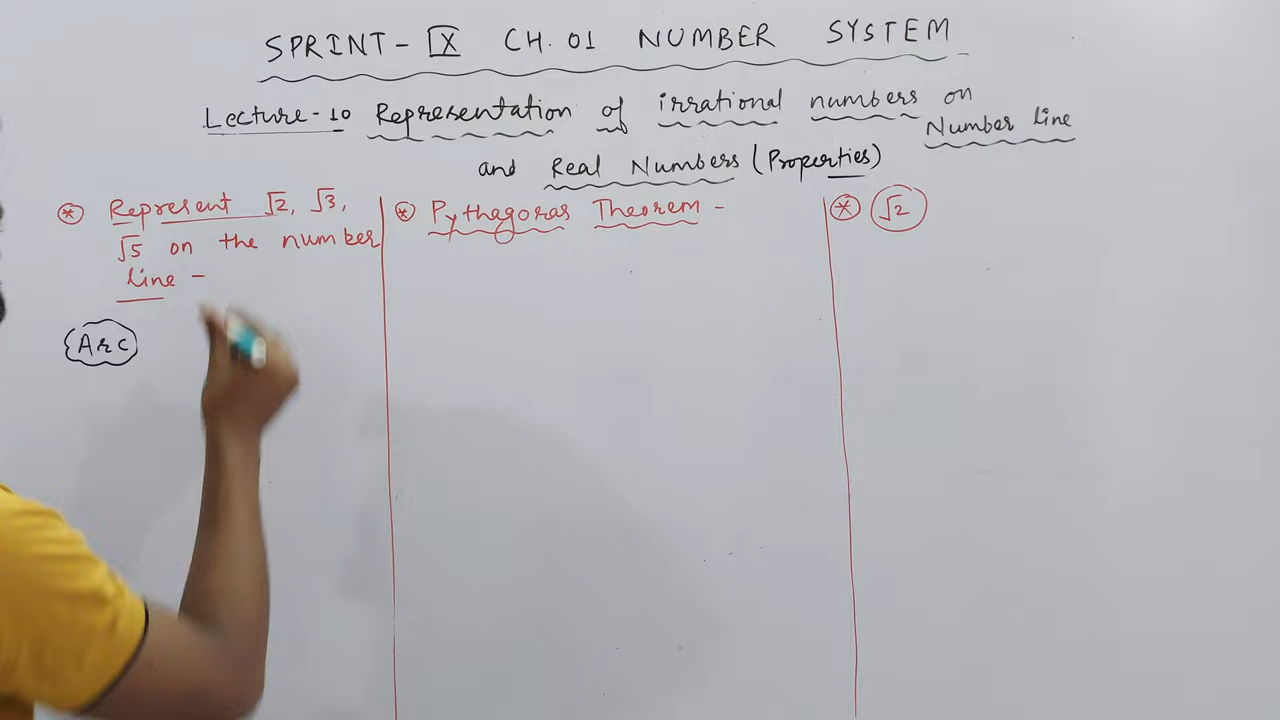 SPRINT - IX CH. 01 NUMBER SYSTEM
Lecture - 10 Representation of irrational numbers on
Number line
and Real Numbers (Properties)
* Represent √2, √3,
√5 on the number
line -
Arc
* Pythagoras Theorem -
* √2